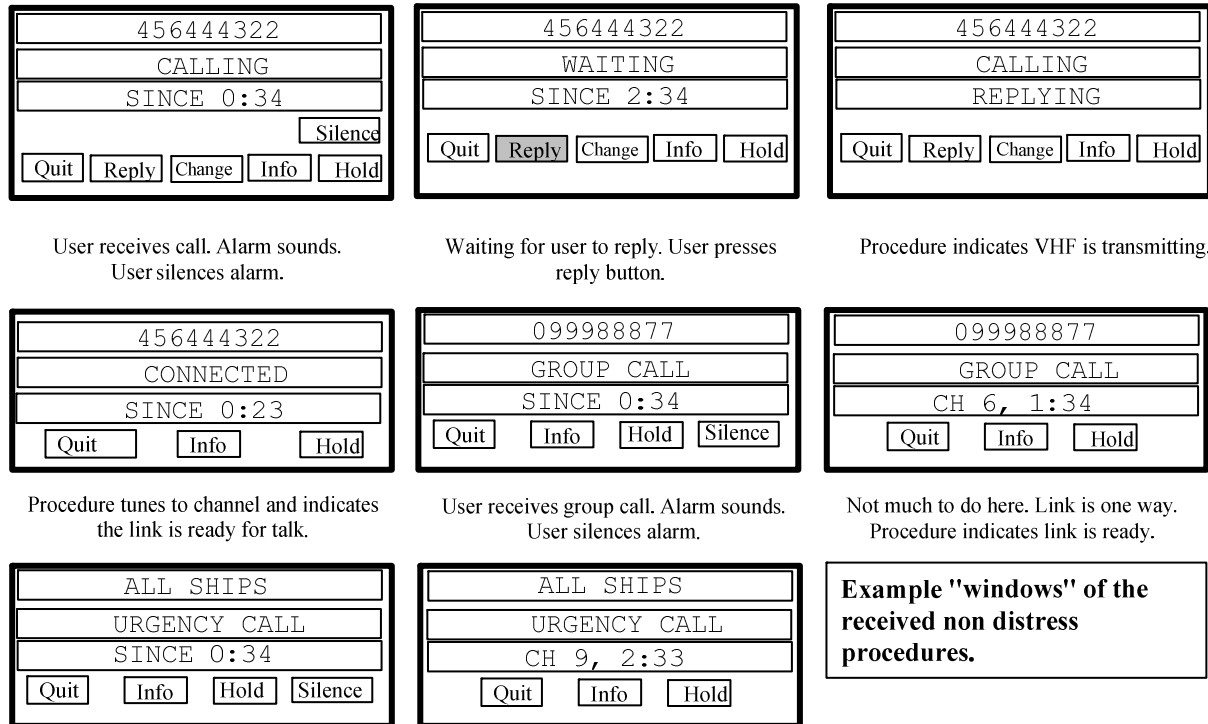 456444322
CALLING
SINCE 0:34
Silence
Quit Reply Change Info Hold
User receives call. Alarm sounds.
User silences alarm.
456444322
WAITING
SINCE 2:34
Quit Reply Change Info Hold
Waiting for user to reply. User presses
reply button.
456444322
CALLING
REPLYING
Quit Reply Change Info Hold
Procedure indicates VHF is transmitting.
456444322
CONNECTED
SINCE 0:23
Quit Info Hold
Procedure tunes to channel and indicates
the link is ready for talk.
099988877
GROUP CALL
SINCE 0:34
Quit Info Hold Silence
User receives group call. Alarm sounds.
User silences alarm.
099988877
GROUP CALL
CH 6, 1:34
Quit Info Hold
Not much to do here. Link is one way.
Procedure indicates link is ready.
ALL SHIPS
URGENCY CALL
SINCE 0:34
Quit Info Hold Silence
ALL SHIPS
URGENCY CALL
CH 9, 2:33
Quit Info Hold
Example "windows" of the
received non distress
procedures.